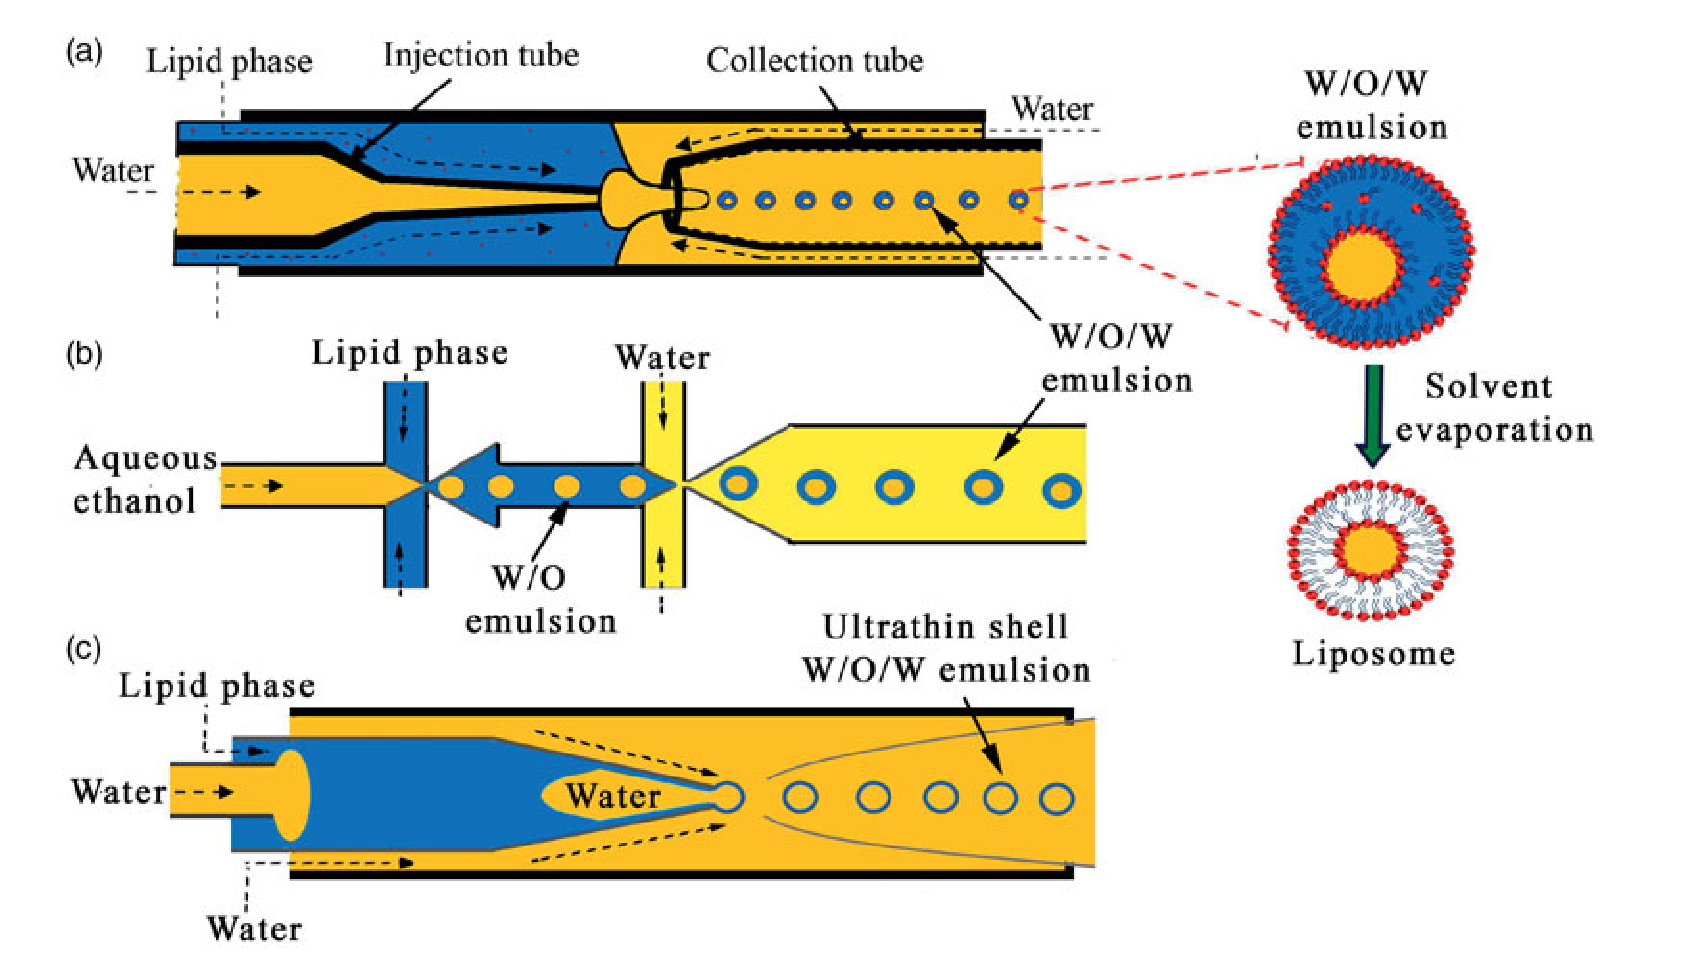 (a)
Lipid phase
Injection tube
Collection tube
Water
Water
W/O/W
emulsion
W/O/W
emulsion
Solvent
evaporation
Liposome
(b)
Lipid phase
Water
Aqueous
ethanol
W/O
emulsion
(c)
Lipid phase
Ultrathin shell
W/O/W emulsion
Water
Water
Water